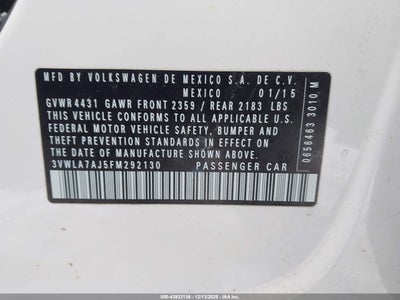 MFD BY VOLKSWAGEN DE MEXICO S.A. DE C.V.
MEXICO 01/15
GVWR 4431 GAWR FRONT 2359 / REAR 2183 LBS
THIS VEHICLE CONFORMS TO ALL APPLICABLE U.S.
FEDERAL MOTOR VEHICLE SAFETY, BUMPER AND
THEFT PREVENTION STANDARDS IN EFFECT ON
THE DATE OF MANUFACTURE SHOWN ABOVE
3VWLA7AJ5FM292130 PASSENGER CAR
0656463 3010 M